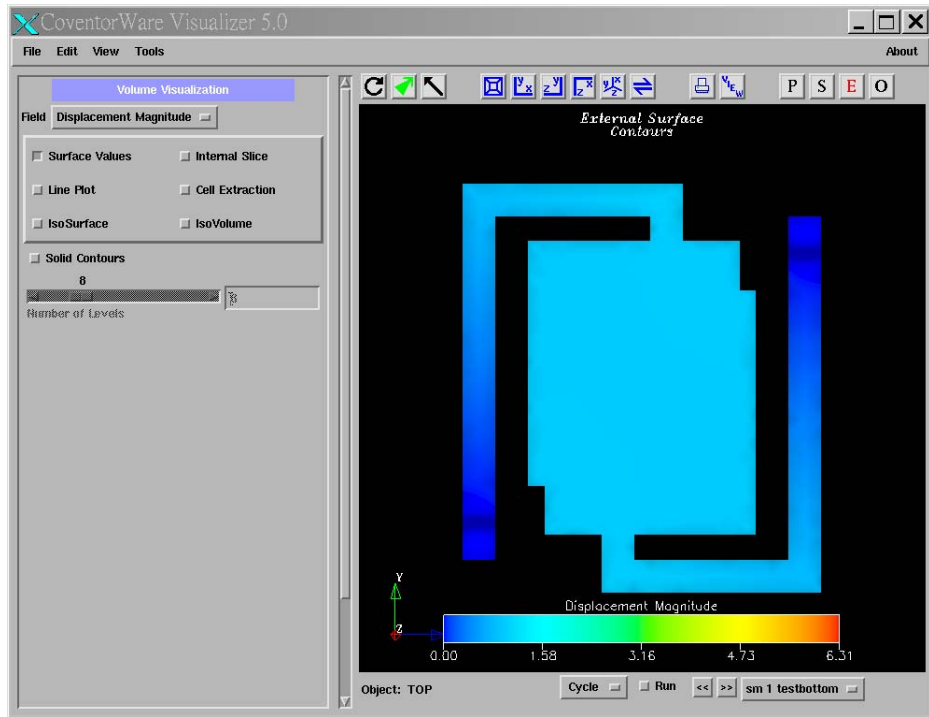 CoventorWare Visualizer 5.0
File Edit View Tools About
Volume Visualization
Field Displacement Magnitude
Surface Values Internal Slice
Line Plot Cell Extraction
IsoSurface IsoVolume
Solid Contours
8
Number of Levels
P S E O
External Surface
Contours
Y
Z
Displacement Magnitude
0.00 1.58 3.16 4.73 6.31
Object: TOP Cycle Run << >> sm 1 testbottom